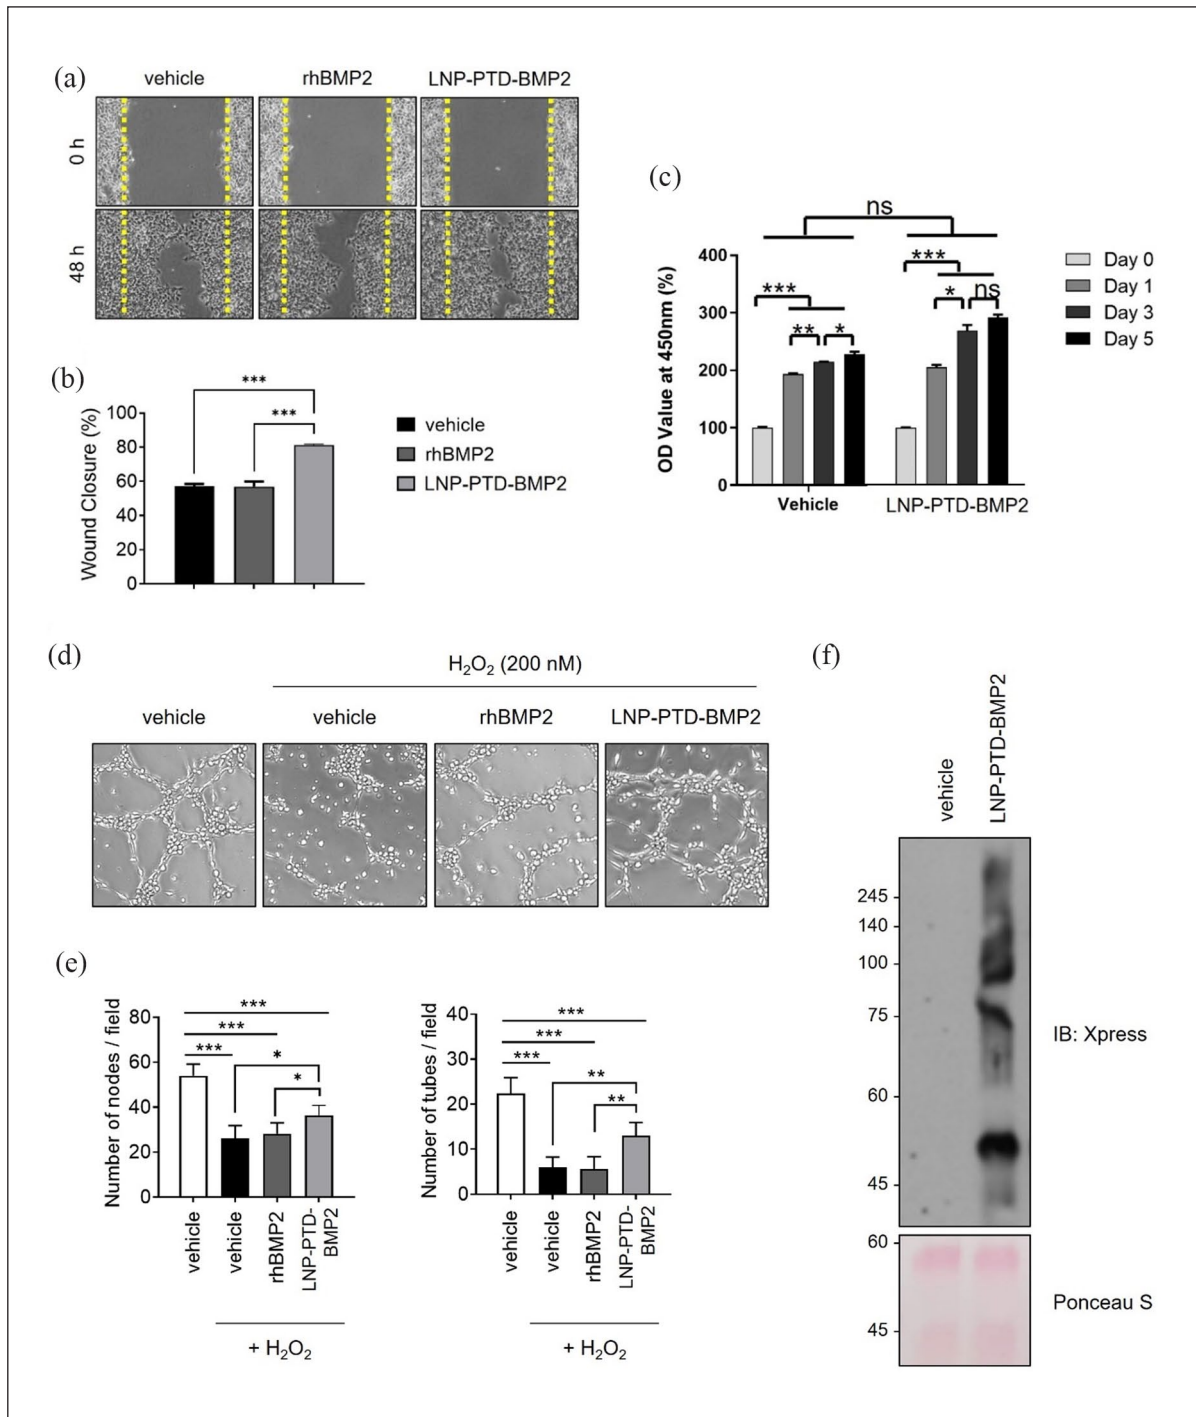 (a)
vehicle rhBMP2 LNP-PTD-BMP2
0 h
48 h
(b)
Wound Closure (%)
100
80
60
40
20
0
***
***
vehicle
rhBMP2
LNP-PTD-BMP2
(c)
OD Value at 450nm (%)
400
300
200
100
0
ns
***
** *
***
* ns
Vehicle LNP-PTD-BMP2
Day 0
Day 1
Day 3
Day 5
(d)
H₂O₂ (200 nM)
vehicle vehicle rhBMP2 LNP-PTD-BMP2
(e)
Number of nodes / field
80
60
40
20
0
***
***
***
*
*
vehicle
vehicle
rhBMP2
LNP-PTD-
BMP2
+ H₂O₂
Number of tubes / field
40
30
20
10
0
***
***
***
**
**
vehicle
vehicle
rhBMP2
LNP-PTD-
BMP2
+ H₂O₂
(f)
vehicle
LNP-PTD-BMP2
245
140
100
75
60
45
IB: Xpress
60
45
Ponceau S